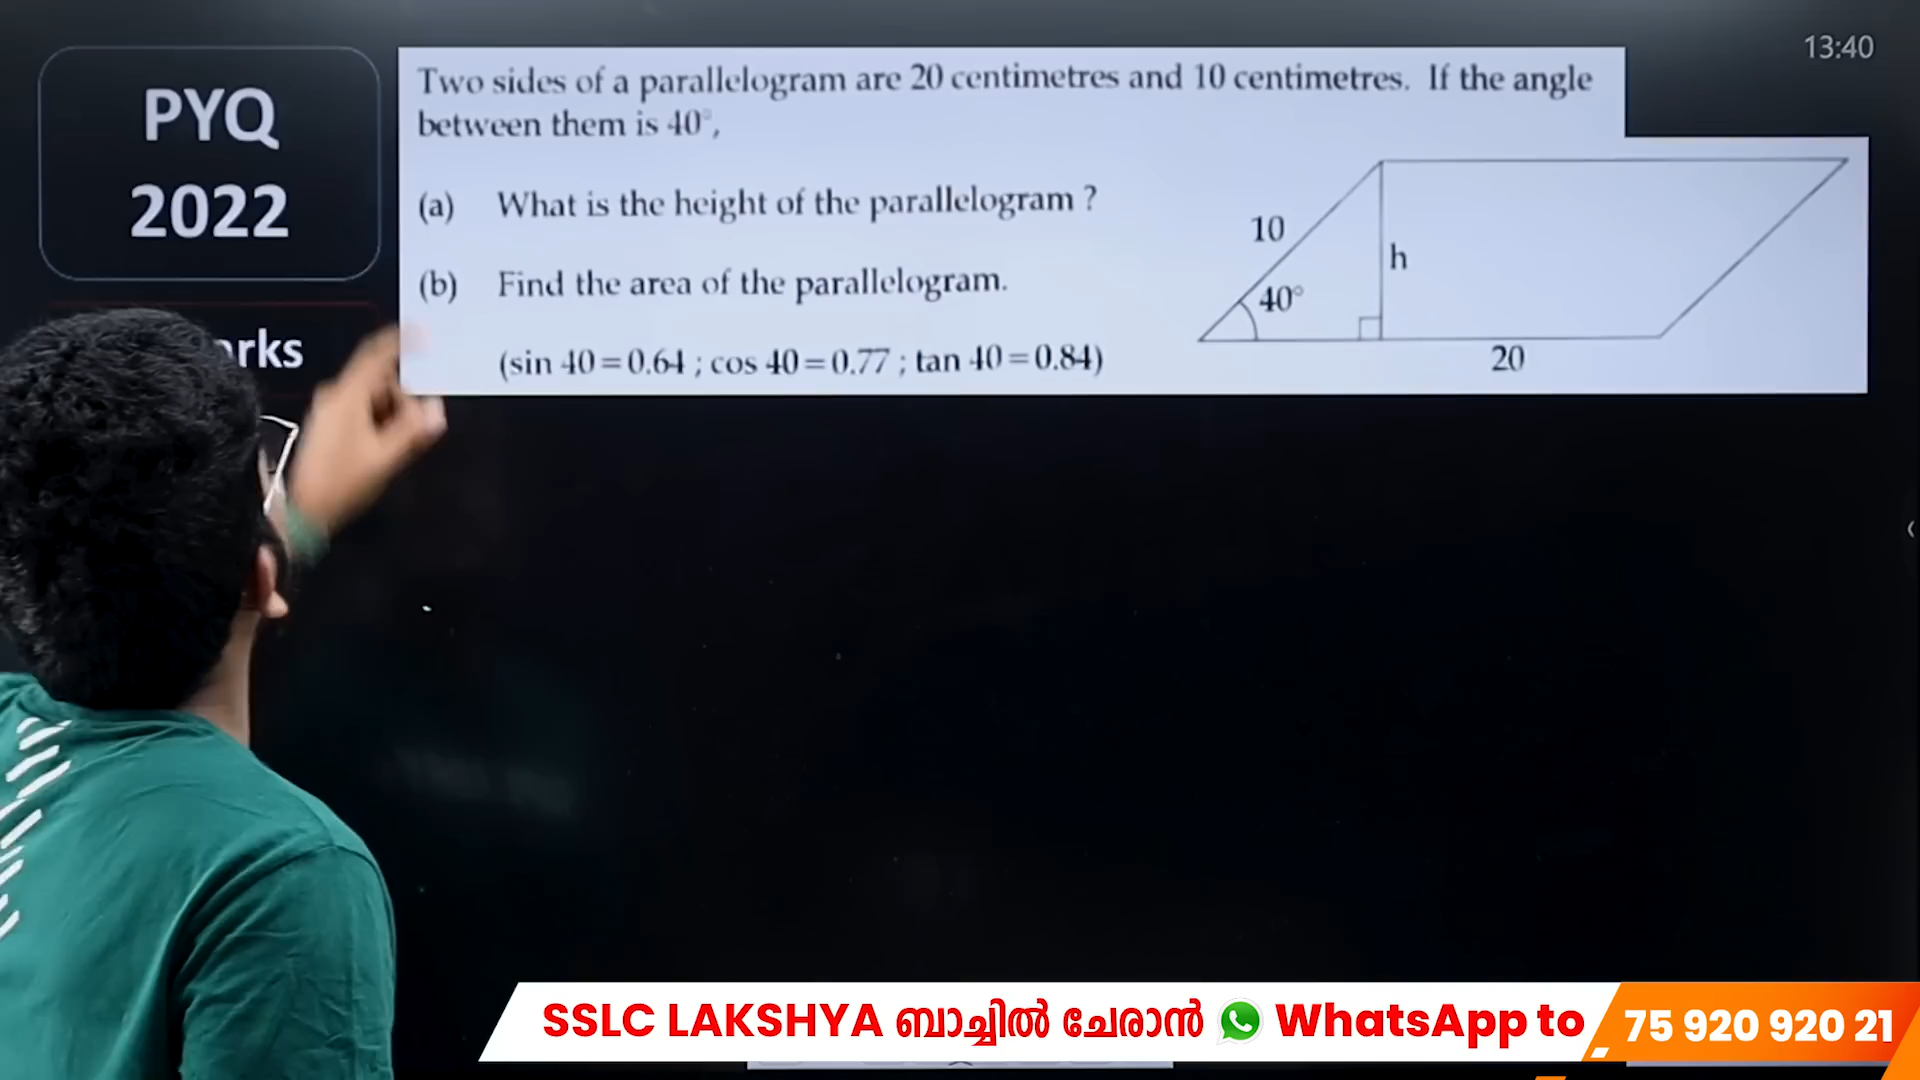 13:40
PYQ
2022
rks
Two sides of a parallelogram are 20 centimetres and 10 centimetres. If the angle
between them is 40°,
(a) What is the height of the parallelogram ?
(b) Find the area of the parallelogram.
(sin 40 = 0.64 ; cos 40 = 0.77 ; tan 40 = 0.84)
10
h
40°
20
SSLC LAKSHYA ബാച്ചിൽ ചേരാൻ WhatsApp to 75 920 920 21